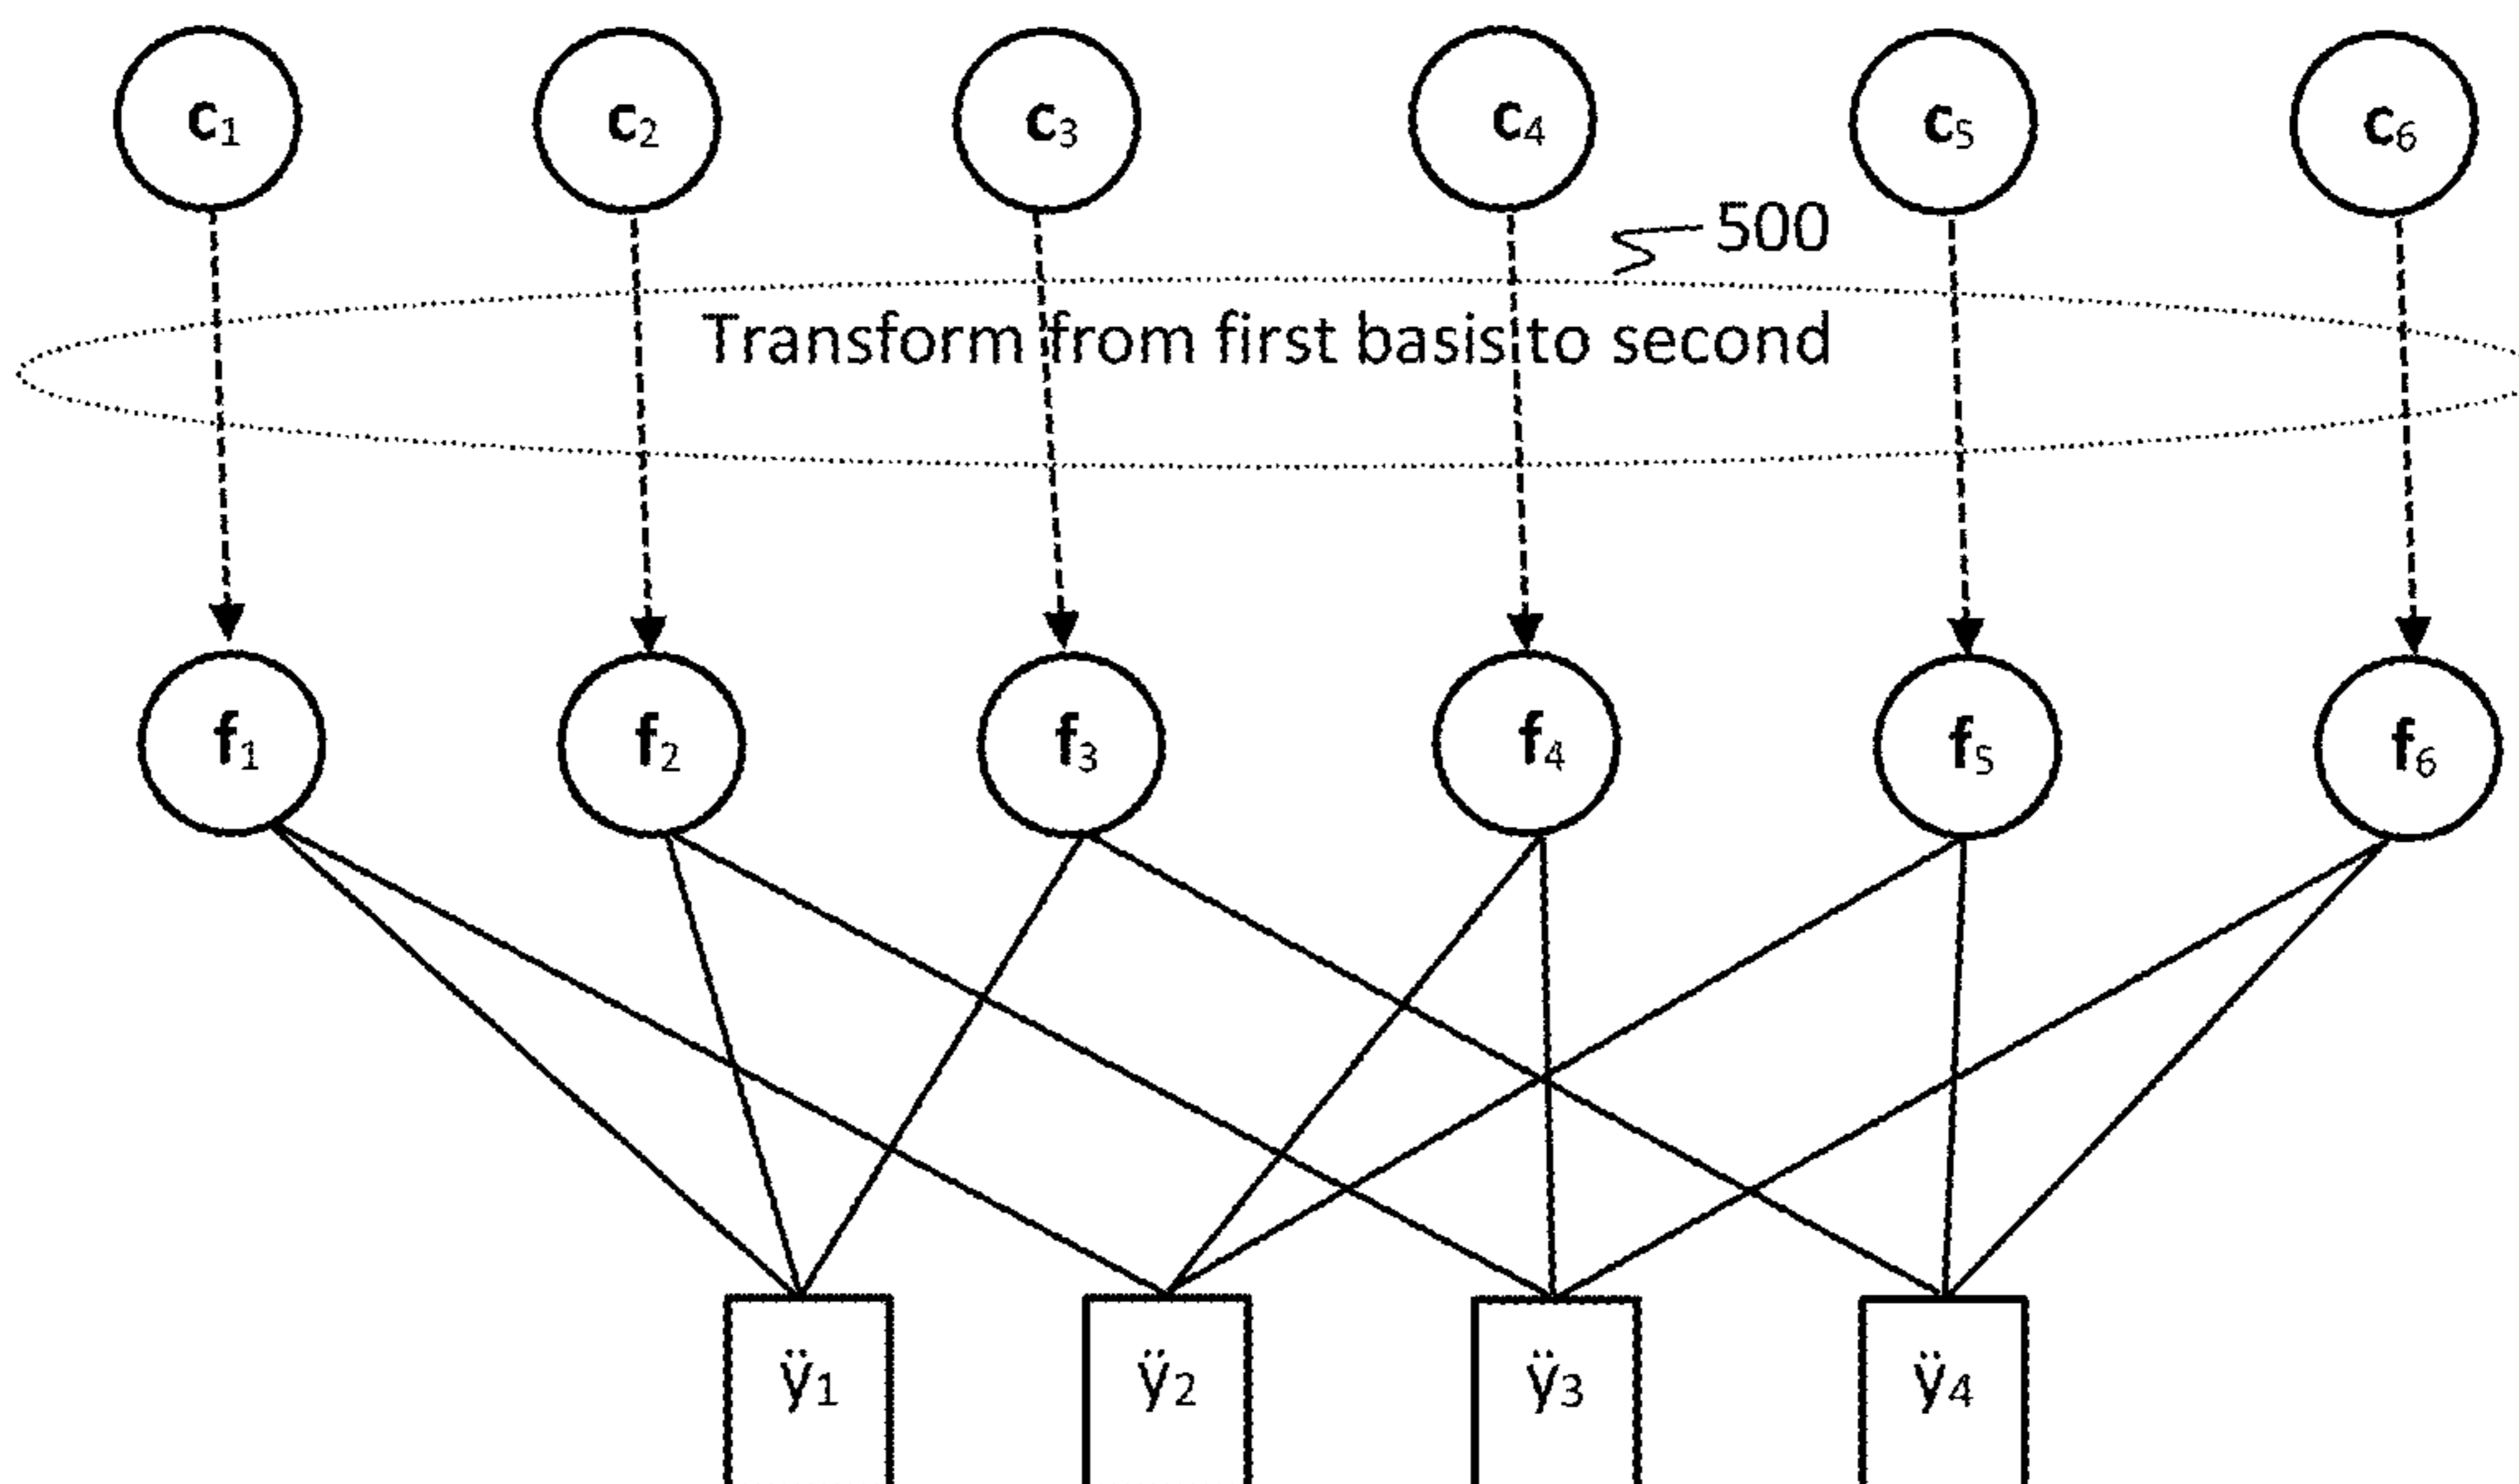 c₁ c₂ c₃ c₄ c₅ c₆
500
Transform from first basis to second
f₁ f₂ f₃ f₄ f₅ f₆
ÿ₁ ÿ₂ ÿ₃ ÿ₄